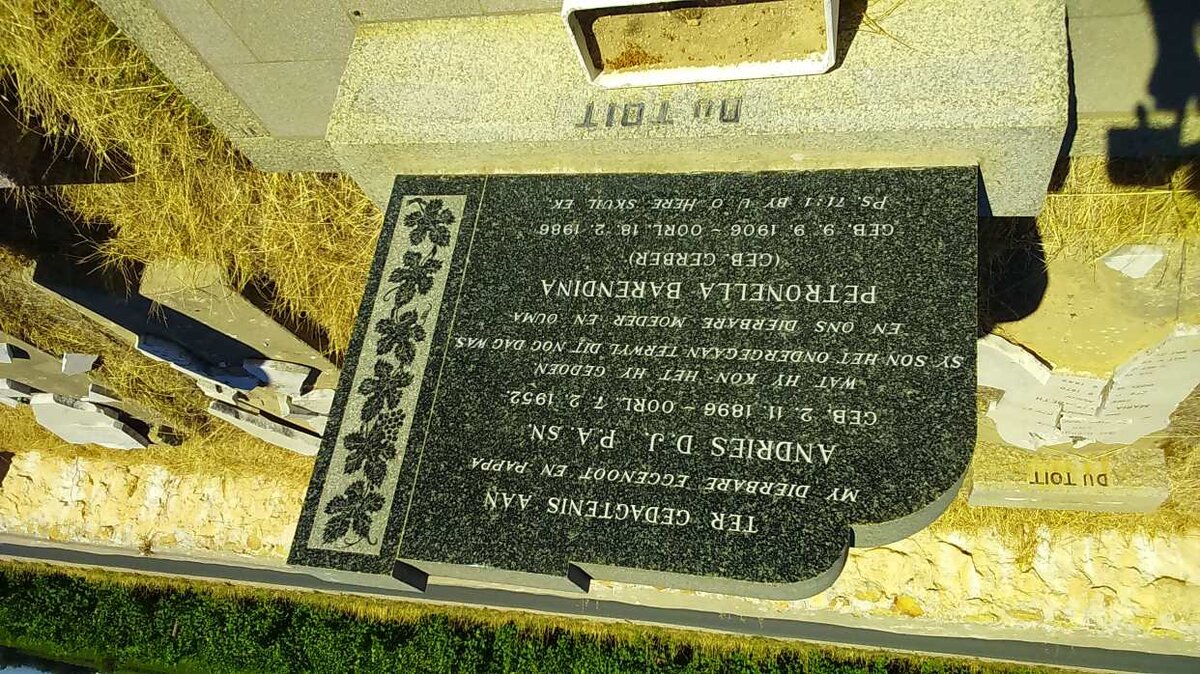 TER GEDAGTENIS AAN
MY DIERBARE EGGENOOT EN PAPPA
ANDRIES D.J. P.A. SN.
GEB. 2. 11. 1896 – OORL. 7. 2. 1952.
WAT HY KON HET HY GEDOEN
SY SON HET ONDERGEGAAN TERWYL DIT NOG DAG WAS.
EN ONS DIERBARE MOEDER EN OUMA
PETRONELLA BARENDINA
(GEB. GERBER)
GEB. 9. 9. 1906 – OORL. 18. 2. 1986
PS. 71:1 BY U O HERE SKUIL EK.
DU TOIT
DU TOIT
MARIA